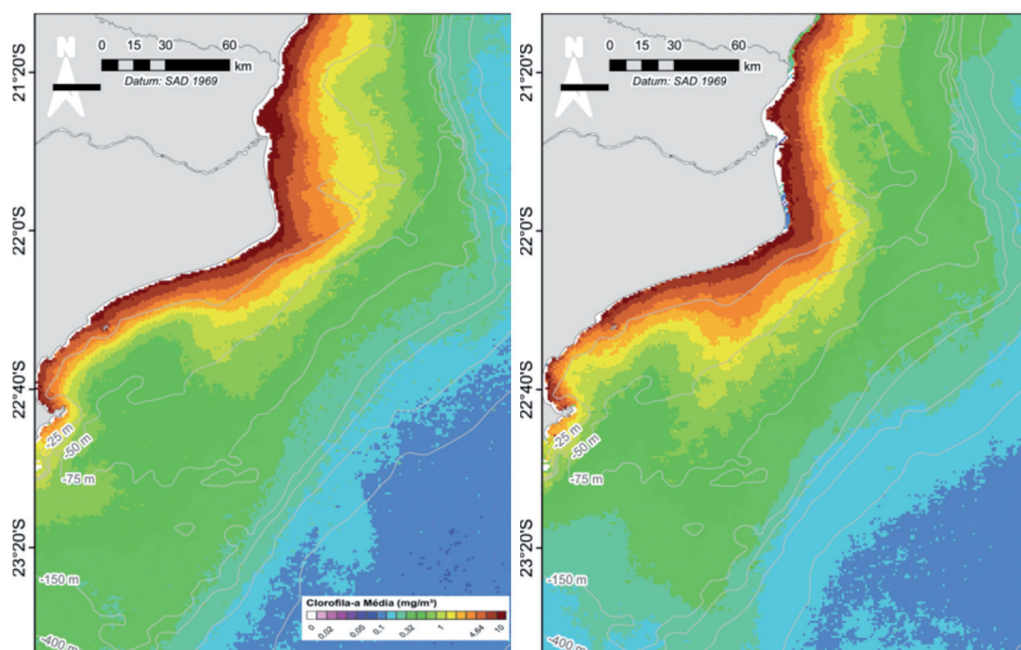 N
0 15 30 60
km
Datum: SAD 1969
21°20'S
22°0'S
22°40'S
23°20'S
-25 m
-50 m
-75 m
-150 m
-400 m
Clorofila-a Média (mg/m³)
0 0,02 0,05 0,1 0,32 1 4,64 10
N
0 15 30 60
km
Datum: SAD 1969
21°20'S
22°0'S
22°40'S
23°20'S
-25 m
-50 m
-75 m
-150 m
-400 m